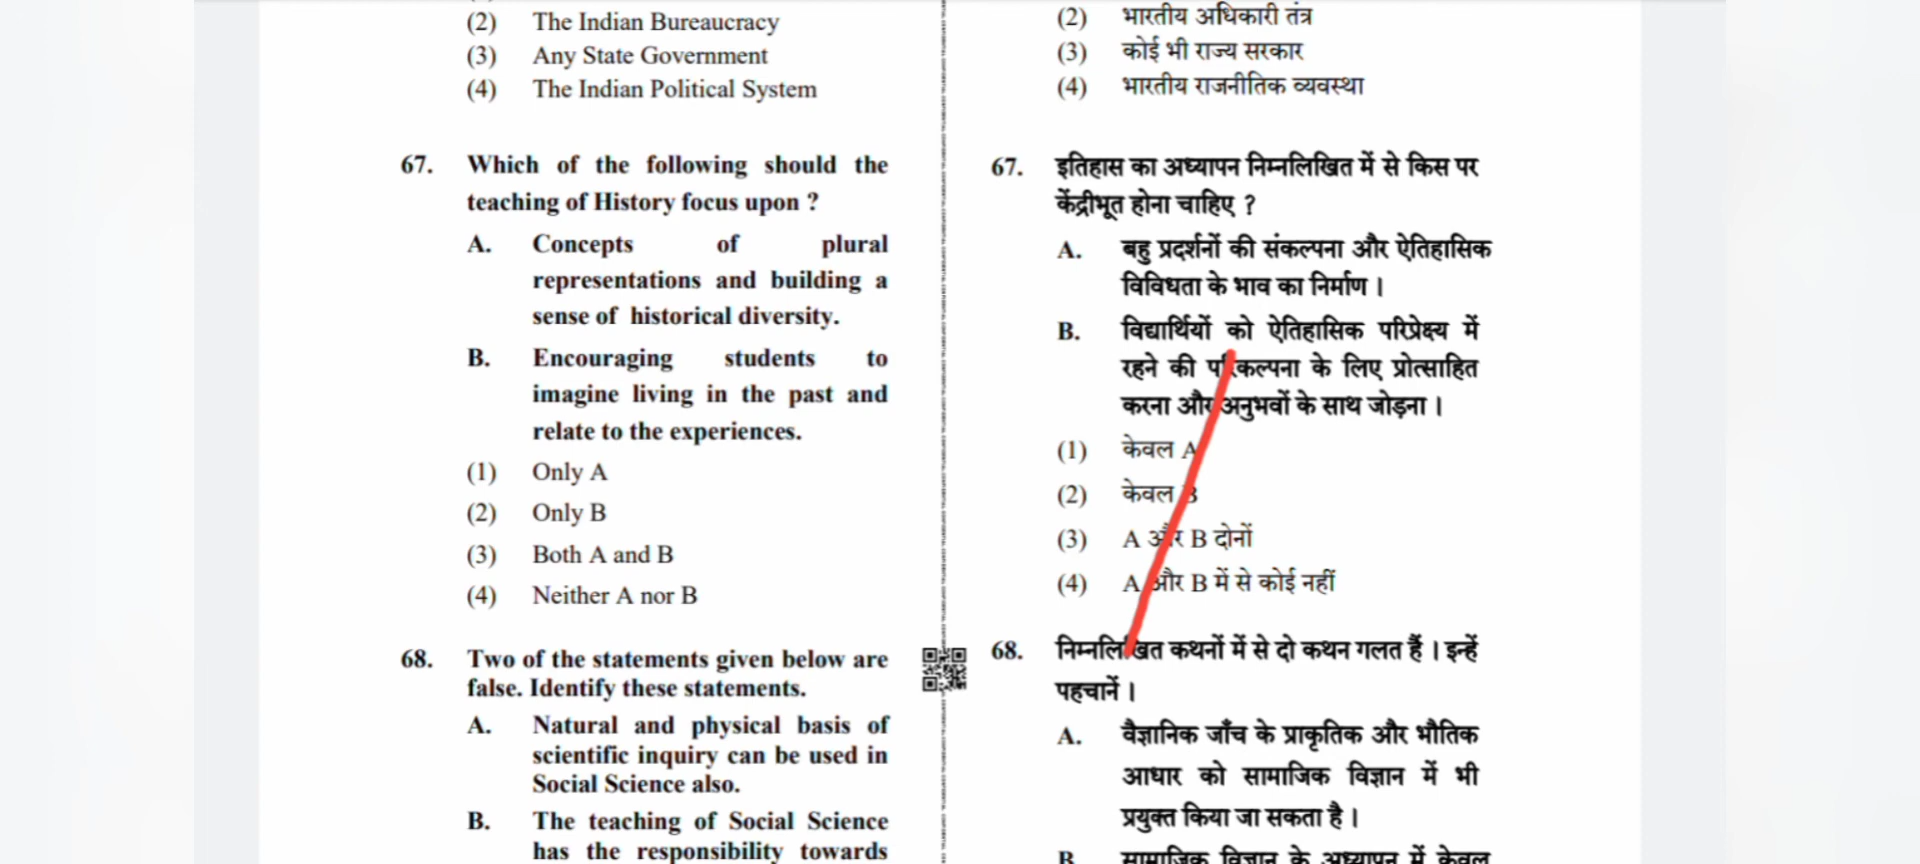 (2) The Indian Bureaucracy
(3) Any State Government
(4) The Indian Political System
67. Which of the following should the
teaching of History focus upon ?
A. Concepts of plural
representations and building a
sense of historical diversity.
B. Encouraging students to
imagine living in the past and
relate to the experiences.
(1) Only A
(2) Only B
(3) Both A and B
(4) Neither A nor B
68. Two of the statements given below are
false. Identify these statements.
A. Natural and physical basis of
scientific inquiry can be used in
Social Science also.
B. The teaching of Social Science
has the responsibility towards
(2) भारतीय अधिकारी तंत्र
(3) कोई भी राज्य सरकार
(4) भारतीय राजनीतिक व्यवस्था
67. इतिहास का अध्यापन निम्नलिखित में से किस पर
केंद्रीभूत होना चाहिए ?
A. बहु प्रदर्शनों की संकल्पना और ऐतिहासिक
विविधता के भाव का निर्माण ।
B. विद्यार्थियों को ऐतिहासिक परिप्रेक्ष्य में
रहने की परिकल्पना के लिए प्रोत्साहित
करना और अनुभवों के साथ जोड़ना ।
(1) केवल A
(2) केवल B
(3) A और B दोनों
(4) A और B में से कोई नहीं
68. निम्नलिखित कथनों में से दो कथन गलत हैं । इन्हें
पहचानें ।
A. वैज्ञानिक जाँच के प्राकृतिक और भौतिक
आधार को सामाजिक विज्ञान में भी
प्रयुक्त किया जा सकता है ।
B. सामाजिक विज्ञान के अध्यापन में केवल